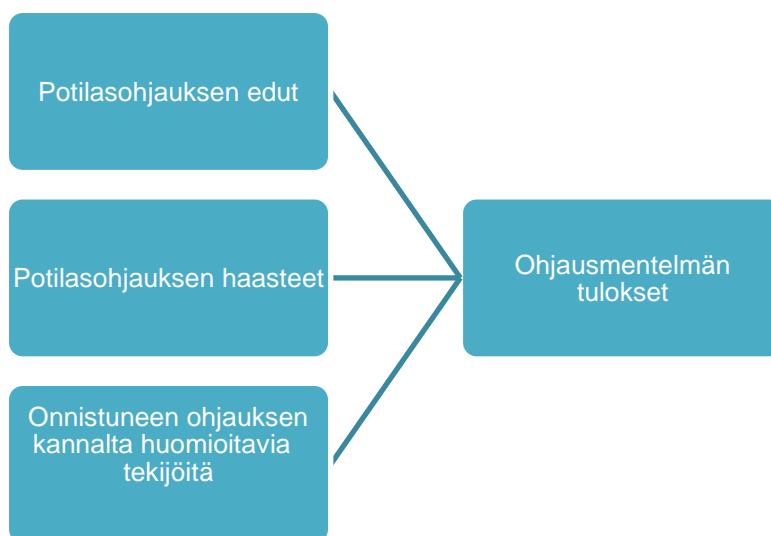 Potilasohjauksen edut
Potilasohjauksen haasteet
Ohjausmentelmän
tulokset
Onnistuneen ohjauksen
kannalta huomioitavia
tekijöitä